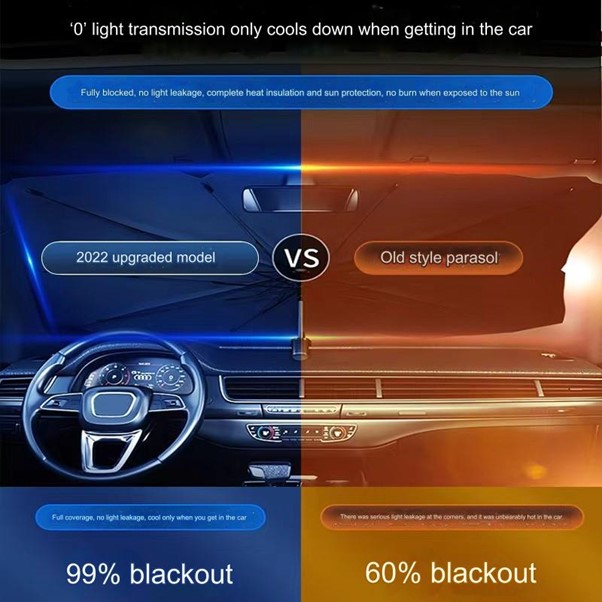 ‘0’ light transmission only cools down when getting in the car
Fully blocked, no light leakage, complete heat insulation and sun protection, no burn when exposed to the sun
2022 upgraded model
VS
Old style parasol
Full coverage, no light leakage, cool only when you get in the car
There was serious light leakage at the corners, and it was unbearably hot in the car.
99% blackout
60% blackout